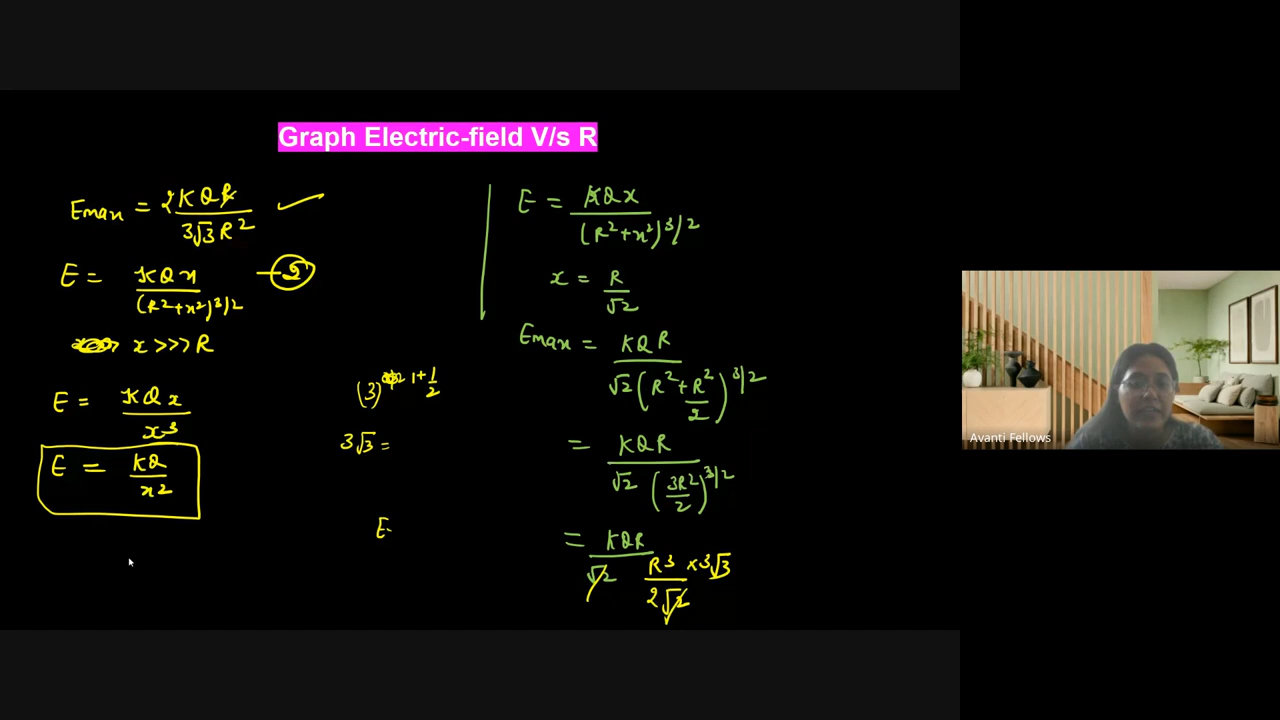 Graph Electric-field V/s R
Emax = 2KQR / 3√3R²
E = KQx / (R²+x²)^3/2 — 2
x >>> R
E = KQx / x³
E = KQ / x²
(3)^1+1/2
3√3 =
E-
E = KQx / (R²+x²)^3/2
x = R / √2
Emax = KQR / √2 (R²+R²/2)^3/2
= KQR / √2 (3R²/2)^3/2
= KQR / √2 R³/2√2 ×3√3
Avanti Fellows